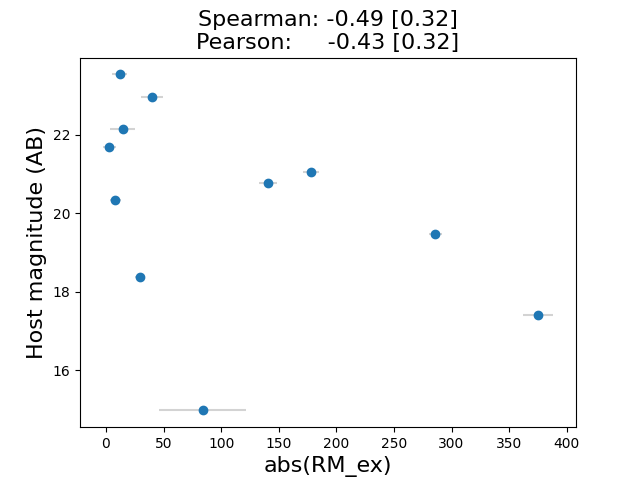 Spearman: -0.49 [0.32]
Pearson: -0.43 [0.32]
Host magnitude (AB)
22
20
18
16
0 50 100 150 200 250 300 350 400
abs(RM_ex)